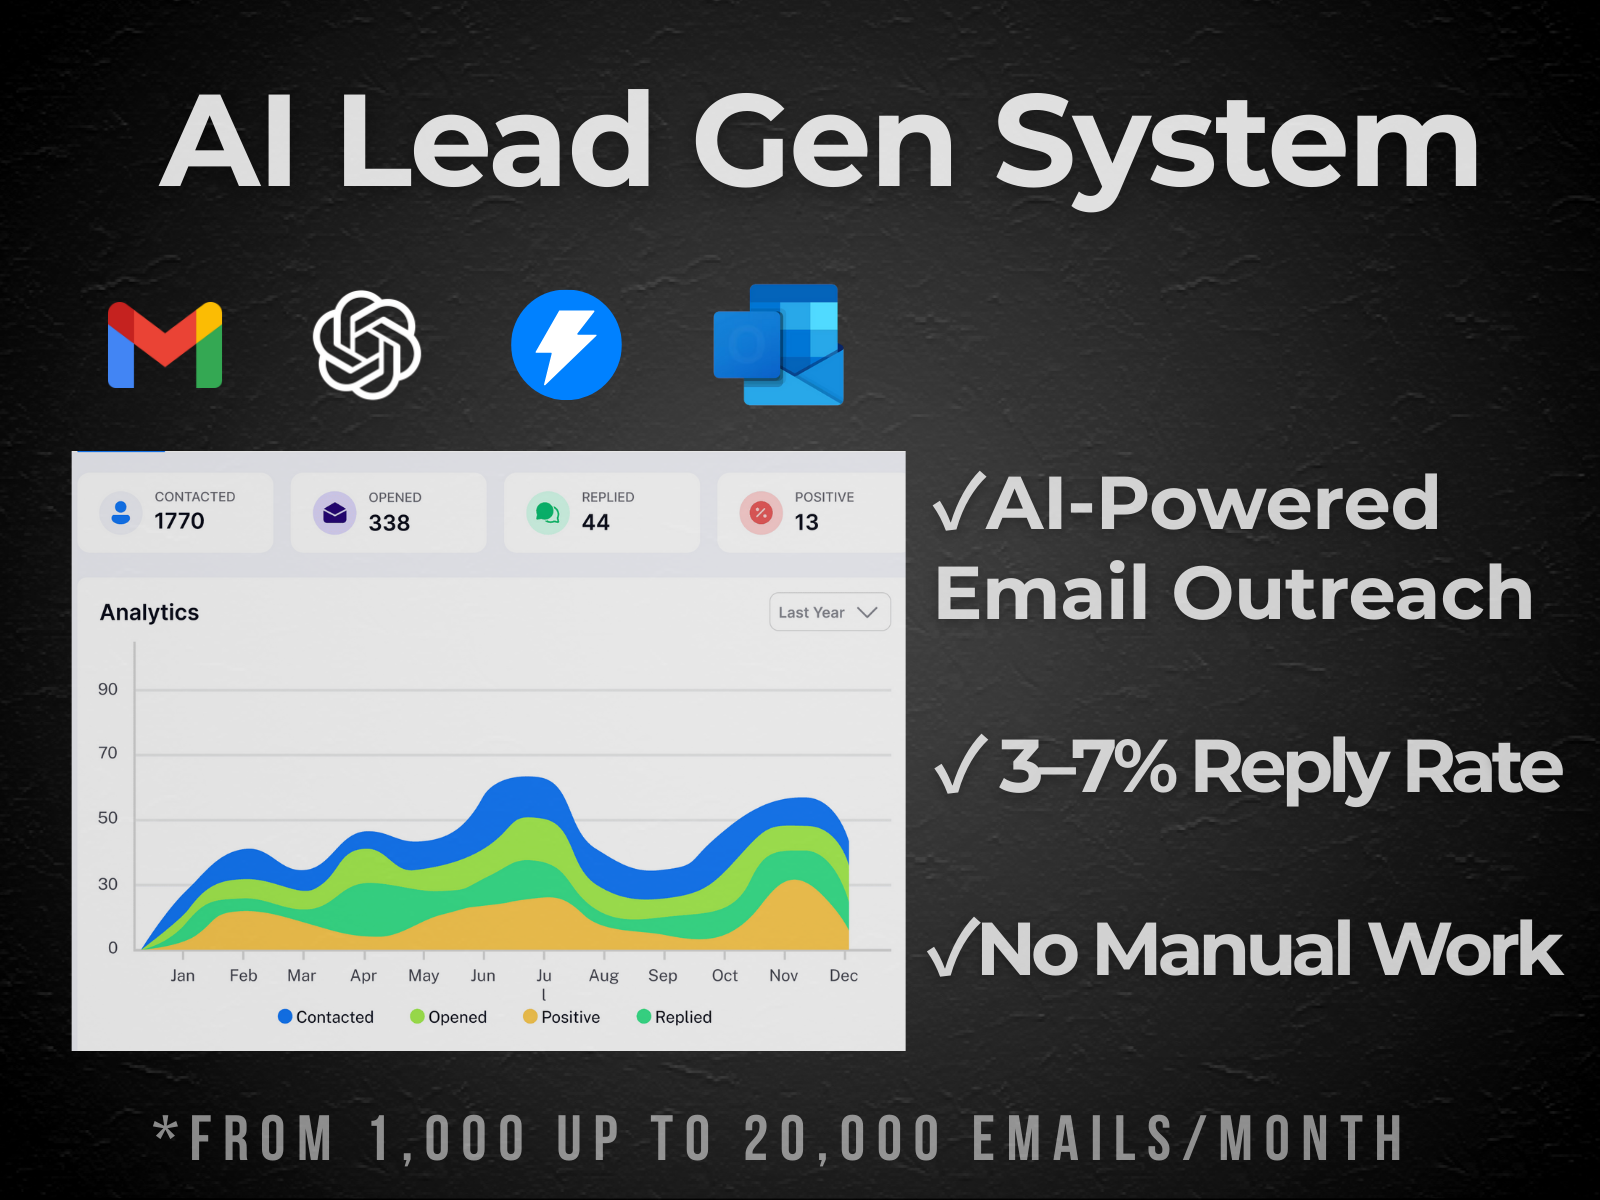 AI Lead Gen System
CONTACTED
1770
OPENED
338
REPLIED
44
POSITIVE
13
Analytics
Last Year
90
70
50
30
0
Jan Feb Mar Apr May Jun Ju Aug Sep Oct Nov Dec
l
Contacted Opened Positive Replied
✓AI-Powered
Email Outreach
✓ 3–7% Reply Rate
✓No Manual Work
*FROM 1,000 UP TO 20,000 EMAILS/MONTH